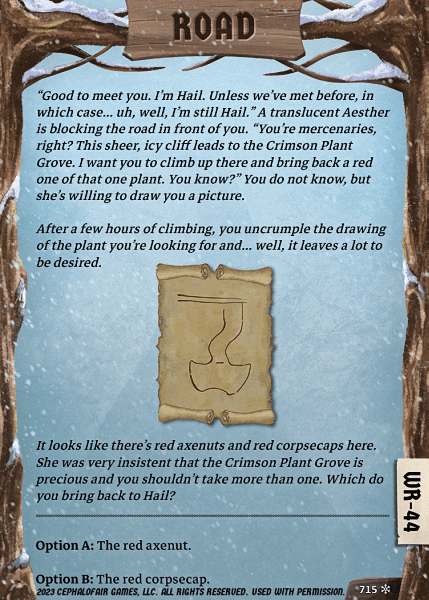 ROAD
“Good to meet you. I’m Hail. Unless we’ve met before, in
which case... uh, well, I’m still Hail.” A translucent Aesther
is blocking the road in front of you. “You’re mercenaries,
right? This sheer, icy cliff leads to the Crimson Plant
Grove. I want you to climb up there and bring back a red
one of that one plant. You know?” You do not know, but
she’s willing to draw you a picture.
After a few hours of climbing, you uncrumple the drawing
of the plant you’re looking for and... well, it leaves a lot to
be desired.
It looks like there’s red axenuts and red corpsecaps here.
She was very insistent that the Crimson Plant Grove is
precious and you shouldn’t take more than one. Which do
you bring back to Hail?
WR-44
Option A: The red axenut.
Option B: The red corpsecap.
2023 CEPHALOFAIR GAMES, LLC. ALL RIGHTS RESERVED. USED WITH PERMISSION.
715